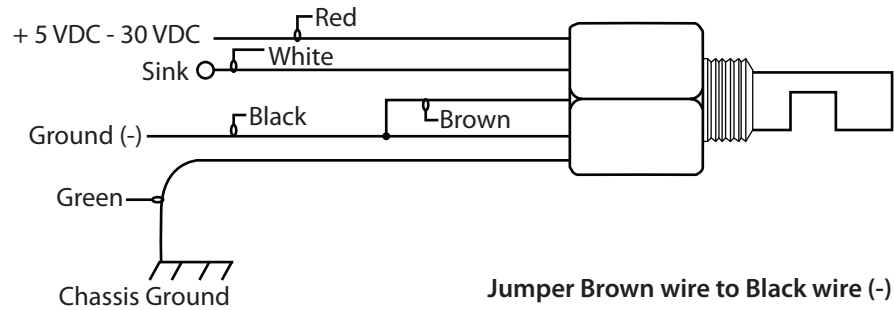 Red
+ 5 VDC - 30 VDC
White
Sink
Black
Brown
Ground (-)
Green
Chassis Ground
Jumper Brown wire to Black wire (-)